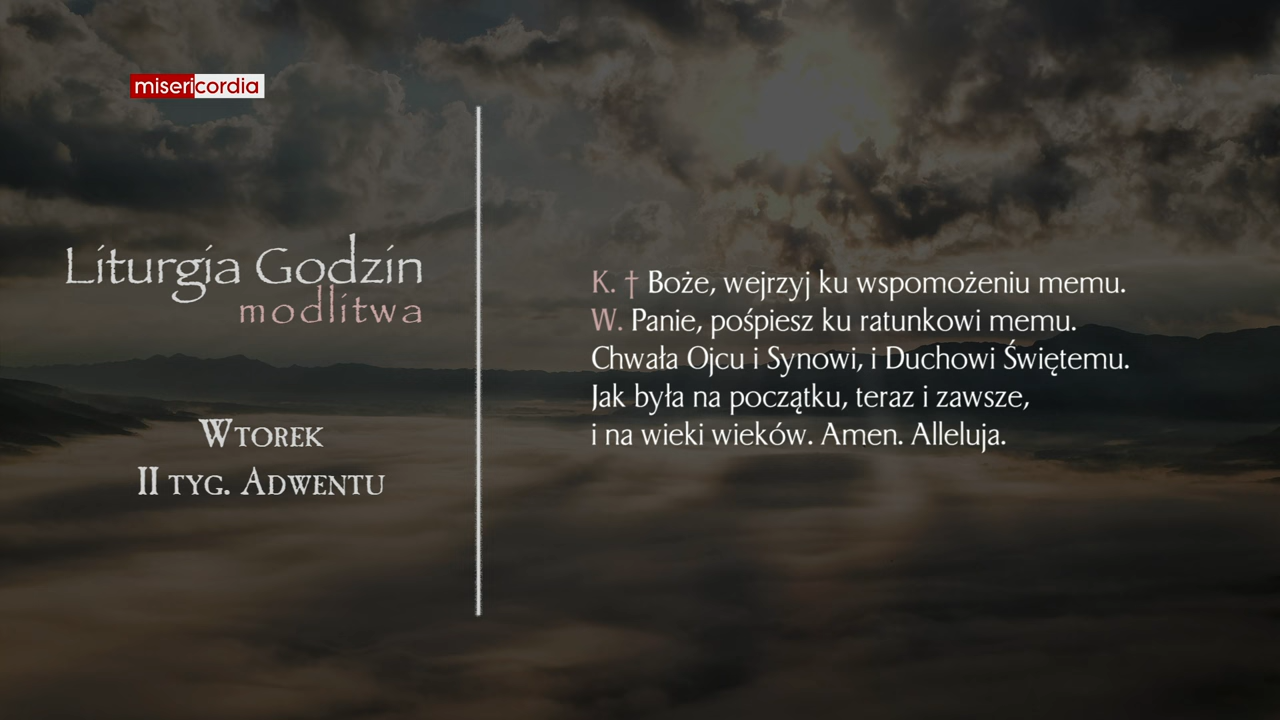 misericordia
Liturgia Godzin
modlitwa
Wtorek
II tyg. Adwentu
K. † Boże, wejrzyj ku wspomożeniu memu.
W. Panie, pośpiesz ku ratunkowi memu.
Chwała Ojcu i Synowi, i Duchowi Świętemu.
Jak była na początku, teraz i zawsze,
i na wieki wieków. Amen. Alleluja.